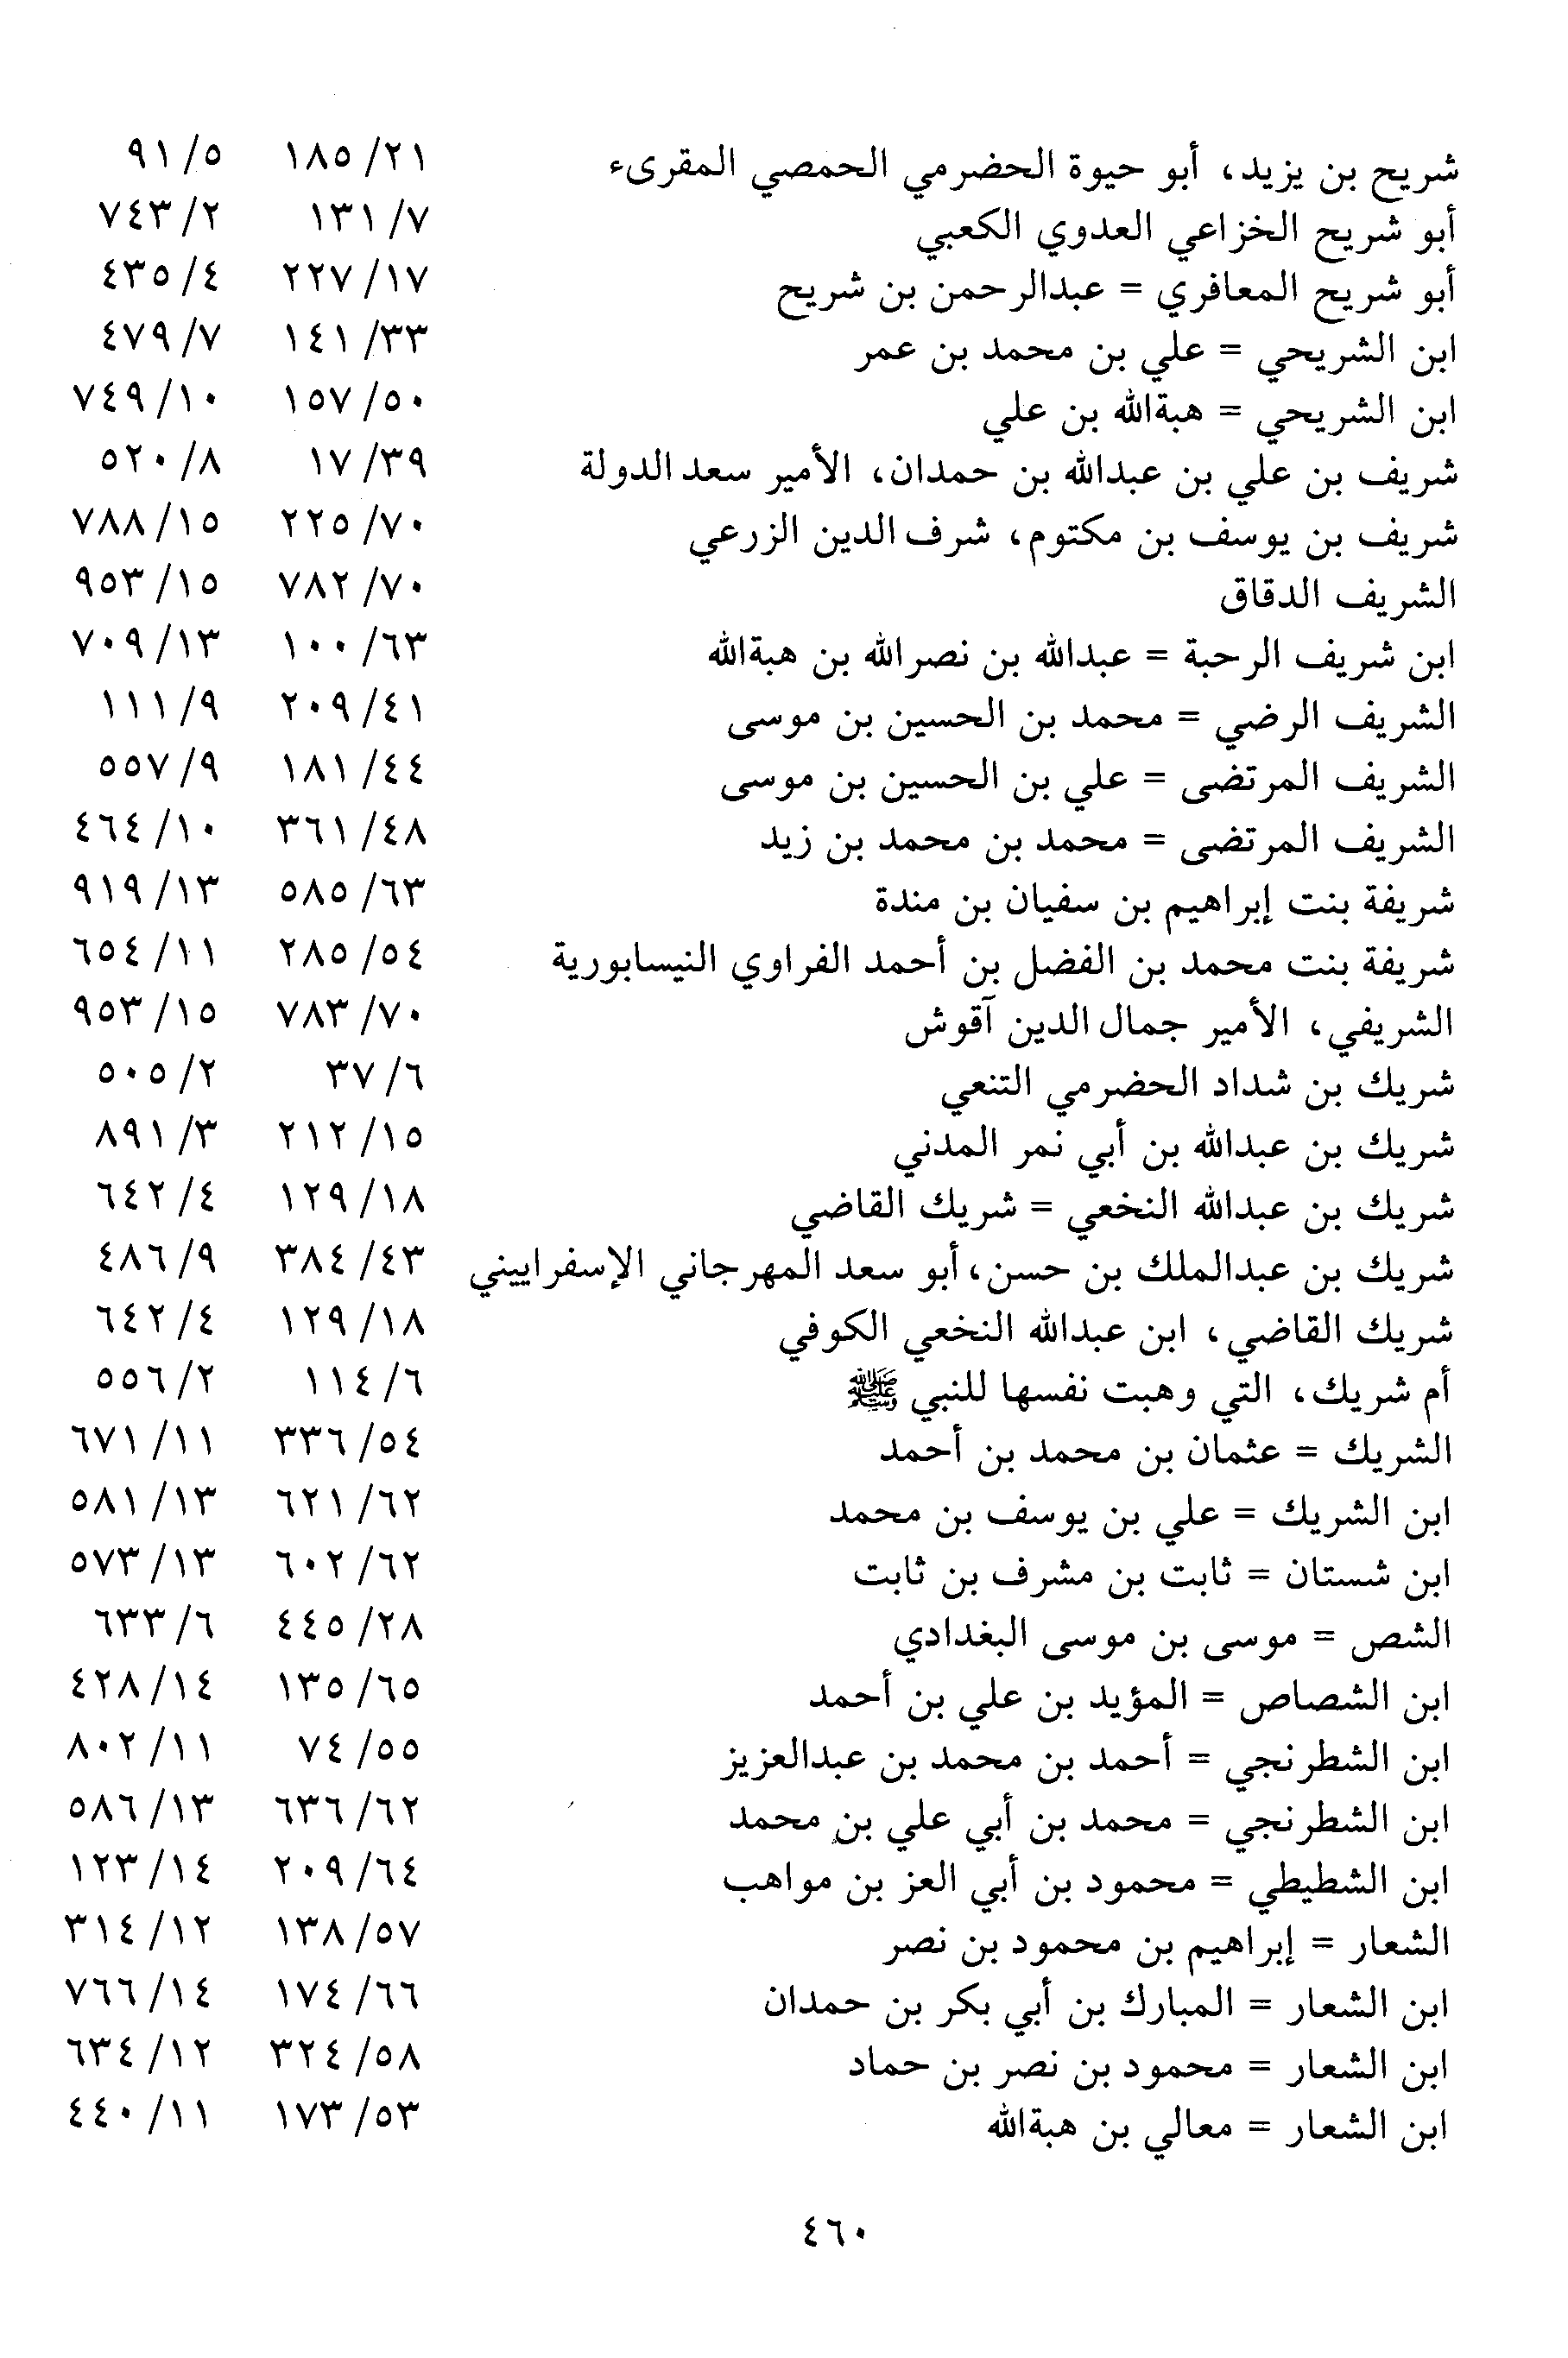 شريح بن يزيد، أبو حيوة الحضرمي الحمصي المقرىء ٢١/ ١٨٥ ٥/ ٩١
أبو شريح الخزاعي العدوي الكعبي ٧/ ١٣١ ٢/ ٧٤٣
أبو شريح المعافري = عبدالرحمن بن شريح ١٧/ ٢٢٧ ٤/ ٤٣٥
ابن الشريحي = علي بن محمد بن عمر ٣٣/ ١٤١ ٧/ ٤٧٩
ابن الشريحي = هبةالله بن علي ٥٠/ ١٥٧ ١٠/ ٧٤٩
شريف بن علي بن عبدالله بن حمدان، الأمير سعد الدولة ٣٩/ ١٧ ٨/ ٥٢٠
شريف بن يوسف بن مكتوم، شرف الدين الزرعي ٧٠/ ٢٢٥ ١٥/ ٧٨٨
الشريف الدقاق ٧٠/ ٧٨٢ ١٥/ ٩٥٣
ابن شريف الرحبة = عبدالله بن نصرالله بن هبةالله ٦٣/ ١٠٠ ١٣/ ٧٠٩
الشريف الرضي = محمد بن الحسين بن موسى ٤١/ ٢٠٩ ٩/ ١١١
الشريف المرتضى = علي بن الحسين بن موسى ٤٤/ ١٨١ ٩/ ٥٥٧
الشريف المرتضى = محمد بن محمد بن زيد ٤٨/ ٣٦١ ١٠/ ٤٦٤
شريفة بنت إبراهيم بن سفيان بن مندة ٦٣/ ٥٨٥ ١٣/ ٩١٩
شريفة بنت محمد بن الفضل بن أحمد الفراوي النيسابورية ٥٤/ ٢٨٥ ١١/ ٦٥٤
الشريفي، الأمير جمال الدين آقوش ٧٠/ ٧٨٣ ١٥/ ٩٥٣
شريك بن شداد الحضرمي التنعي ٦/ ٣٧ ٢/ ٥٠٥
شريك بن عبدالله بن أبي نمر المدني ١٥/ ٢١٢ ٣/ ٨٩١
شريك بن عبدالله النخعي = شريك القاضي ١٨/ ١٢٩ ٤/ ٦٤٢
شريك بن عبدالملك بن حسن، أبو سعد المهرجاني الإسفراييني ٤٣/ ٣٨٤ ٩/ ٤٨٦
شريك القاضي، ابن عبدالله النخعي الكوفي ١٨/ ١٢٩ ٤/ ٦٤٢
أم شريك، التي وهبت نفسها للنبي ﷺ ٦/ ١١٤ ٢/ ٥٥٦
الشريك = عثمان بن محمد بن أحمد ٥٤/ ٣٣٦ ١١/ ٦٧١
ابن الشريك = علي بن يوسف بن محمد ٦٢/ ٦٢١ ١٣/ ٥٨١
ابن شستان = ثابت بن مشرف بن ثابت ٦٢/ ٦٠٢ ١٣/ ٥٧٣
الشص = موسى بن موسى البغدادي ٢٨/ ٤٤٥ ٦/ ٦٣٣
ابن الشصاص = المؤيد بن علي بن أحمد ٦٥/ ١٣٥ ١٤/ ٤٢٨
ابن الشطرنجي = أحمد بن محمد بن عبدالعزيز ٥٥/ ٧٤ ١١/ ٨٠٢
ابن الشطرنجي = محمد بن أبي علي بن محمد ٦٢/ ٦٣٦ ١٣/ ٥٨٦
ابن الشطيطي = محمود بن أبي العز بن مواهب ٦٤/ ٢٠٩ ١٤/ ١٢٣
الشعار = إبراهيم بن محمود بن نصر ٥٧/ ١٣٨ ١٢/ ٣١٤
ابن الشعار = المبارك بن أبي بكر بن حمدان ٦٦/ ١٧٤ ١٤/ ٧٦٦
ابن الشعار = محمود بن نصر بن حماد ٥٨/ ٣٢٤ ١٢/ ٦٣٤
ابن الشعار = معالي بن هبةالله ٥٣/ ١٧٣ ١١/ ٤٤٠
٤٦٠